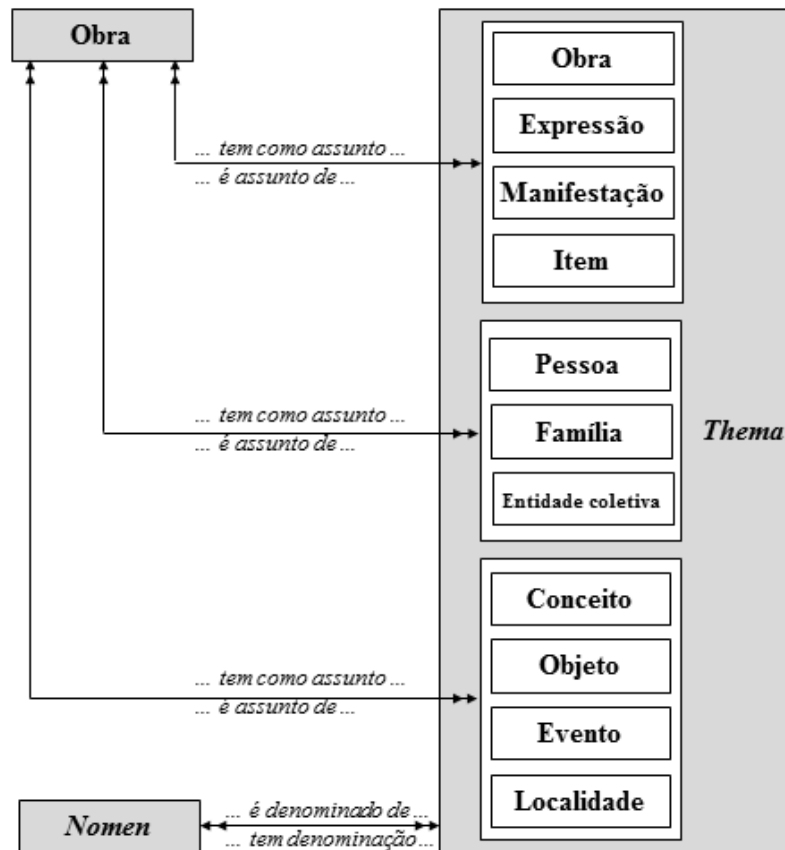 Obra
Obra
Expressão
... tem como assunto ...
... é assunto de ...
Manifestação
Item
Pessoa
... tem como assunto ...
... é assunto de ...
Família
Thema
Entidade coletiva
Conceito
Objeto
... tem como assunto ...
... é assunto de ...
Evento
Localidade
Nomen
... é denominado de ...
... tem denominação ...